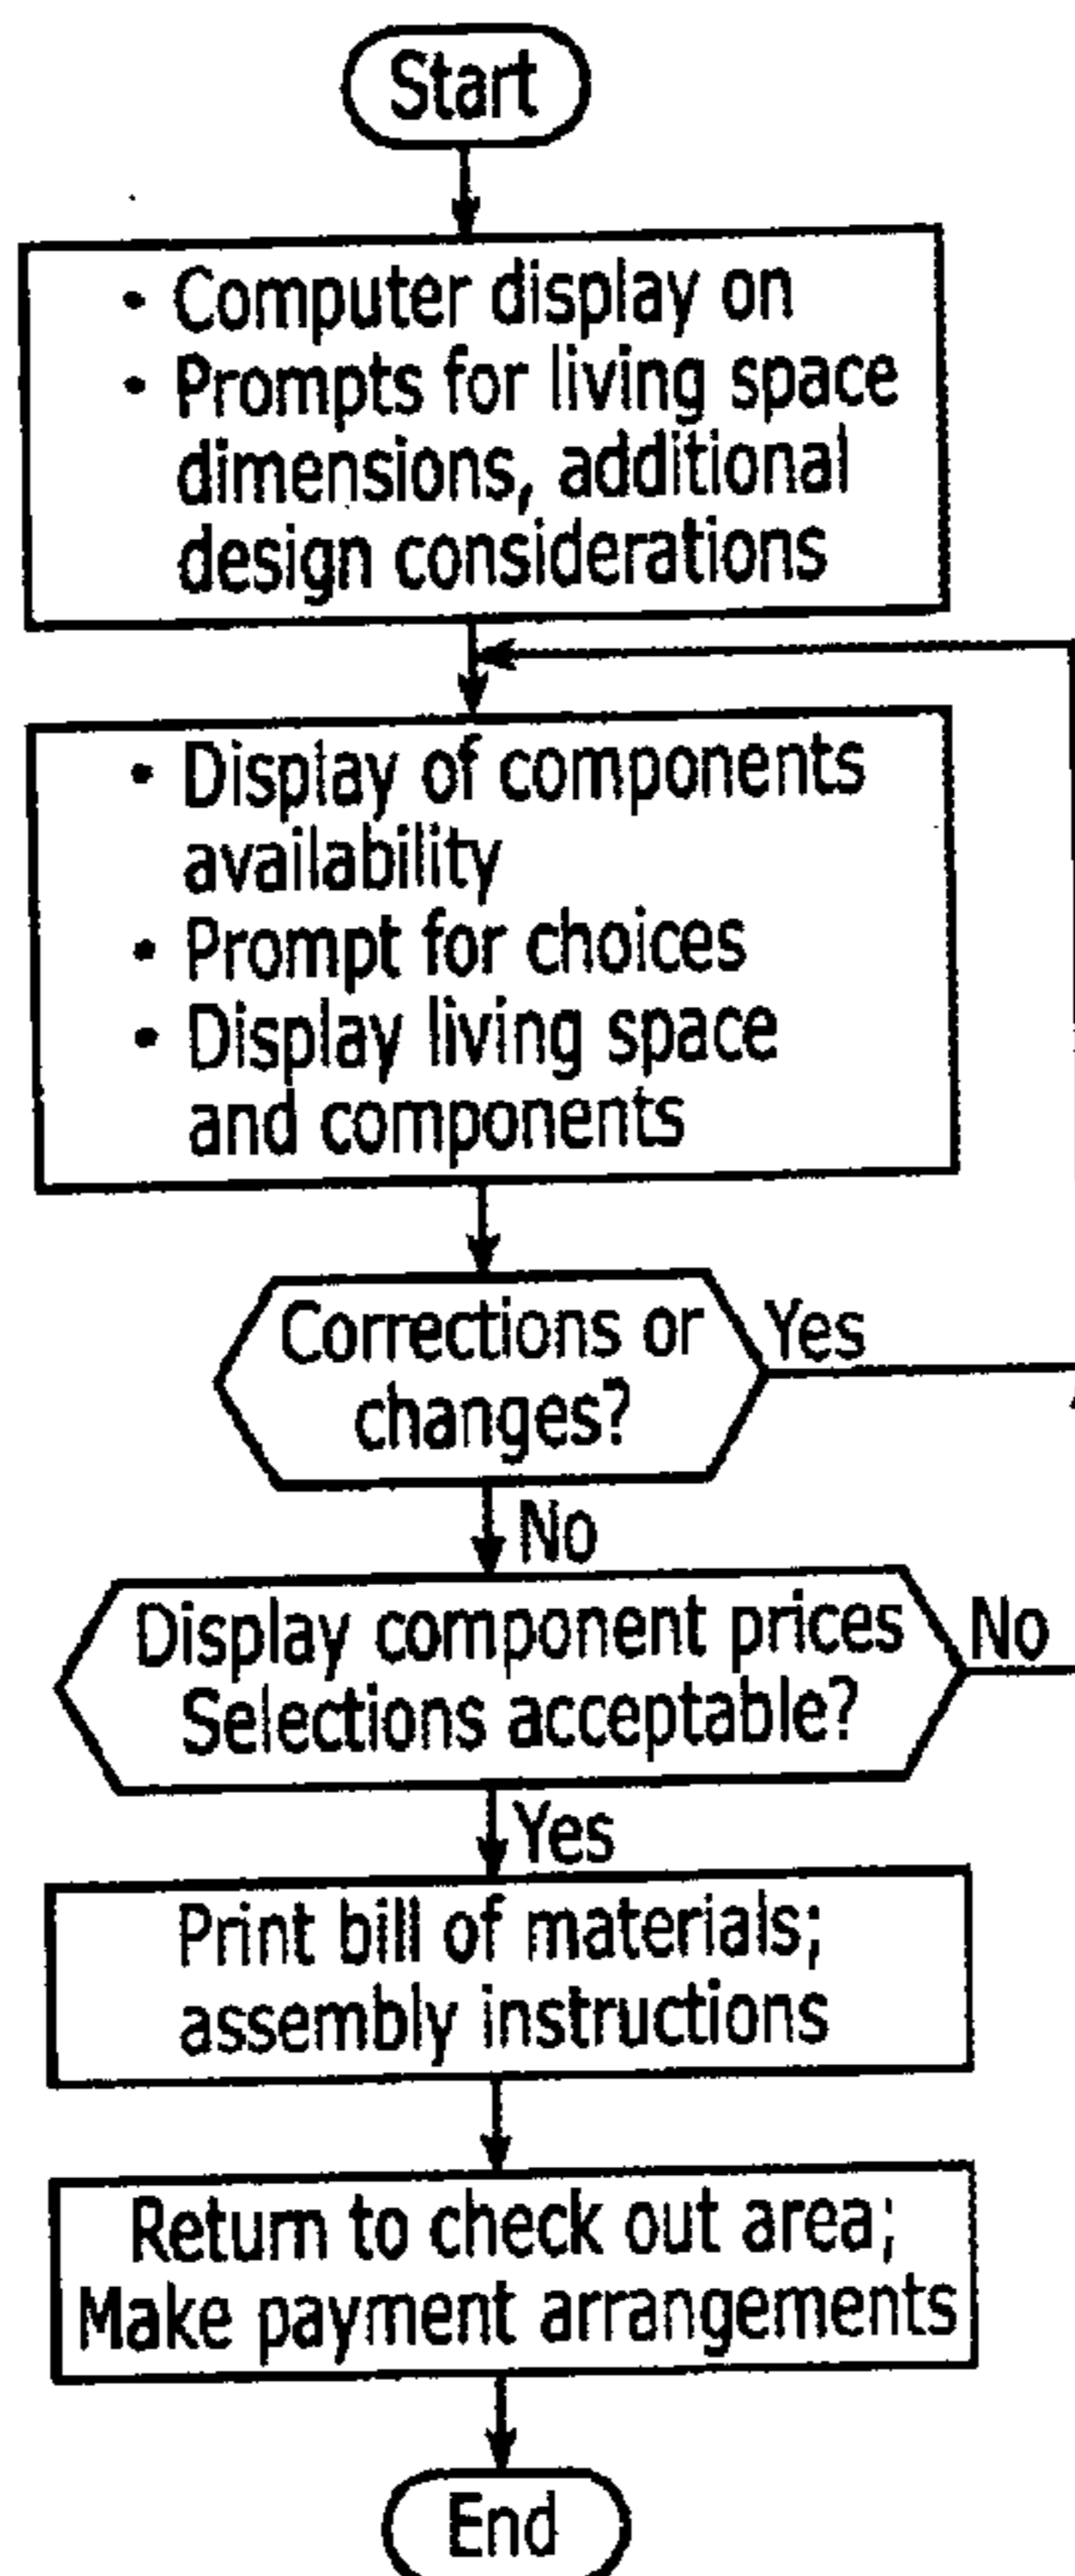 Start
• Computer display on
• Prompts for living space
dimensions, additional
design considerations
• Display of components
availability
• Prompt for choices
• Display living space
and components
Corrections or
changes?
Yes
No
Display component prices
Selections acceptable?
No
Yes
Print bill of materials;
assembly instructions
Return to check out area;
Make payment arrangements
End